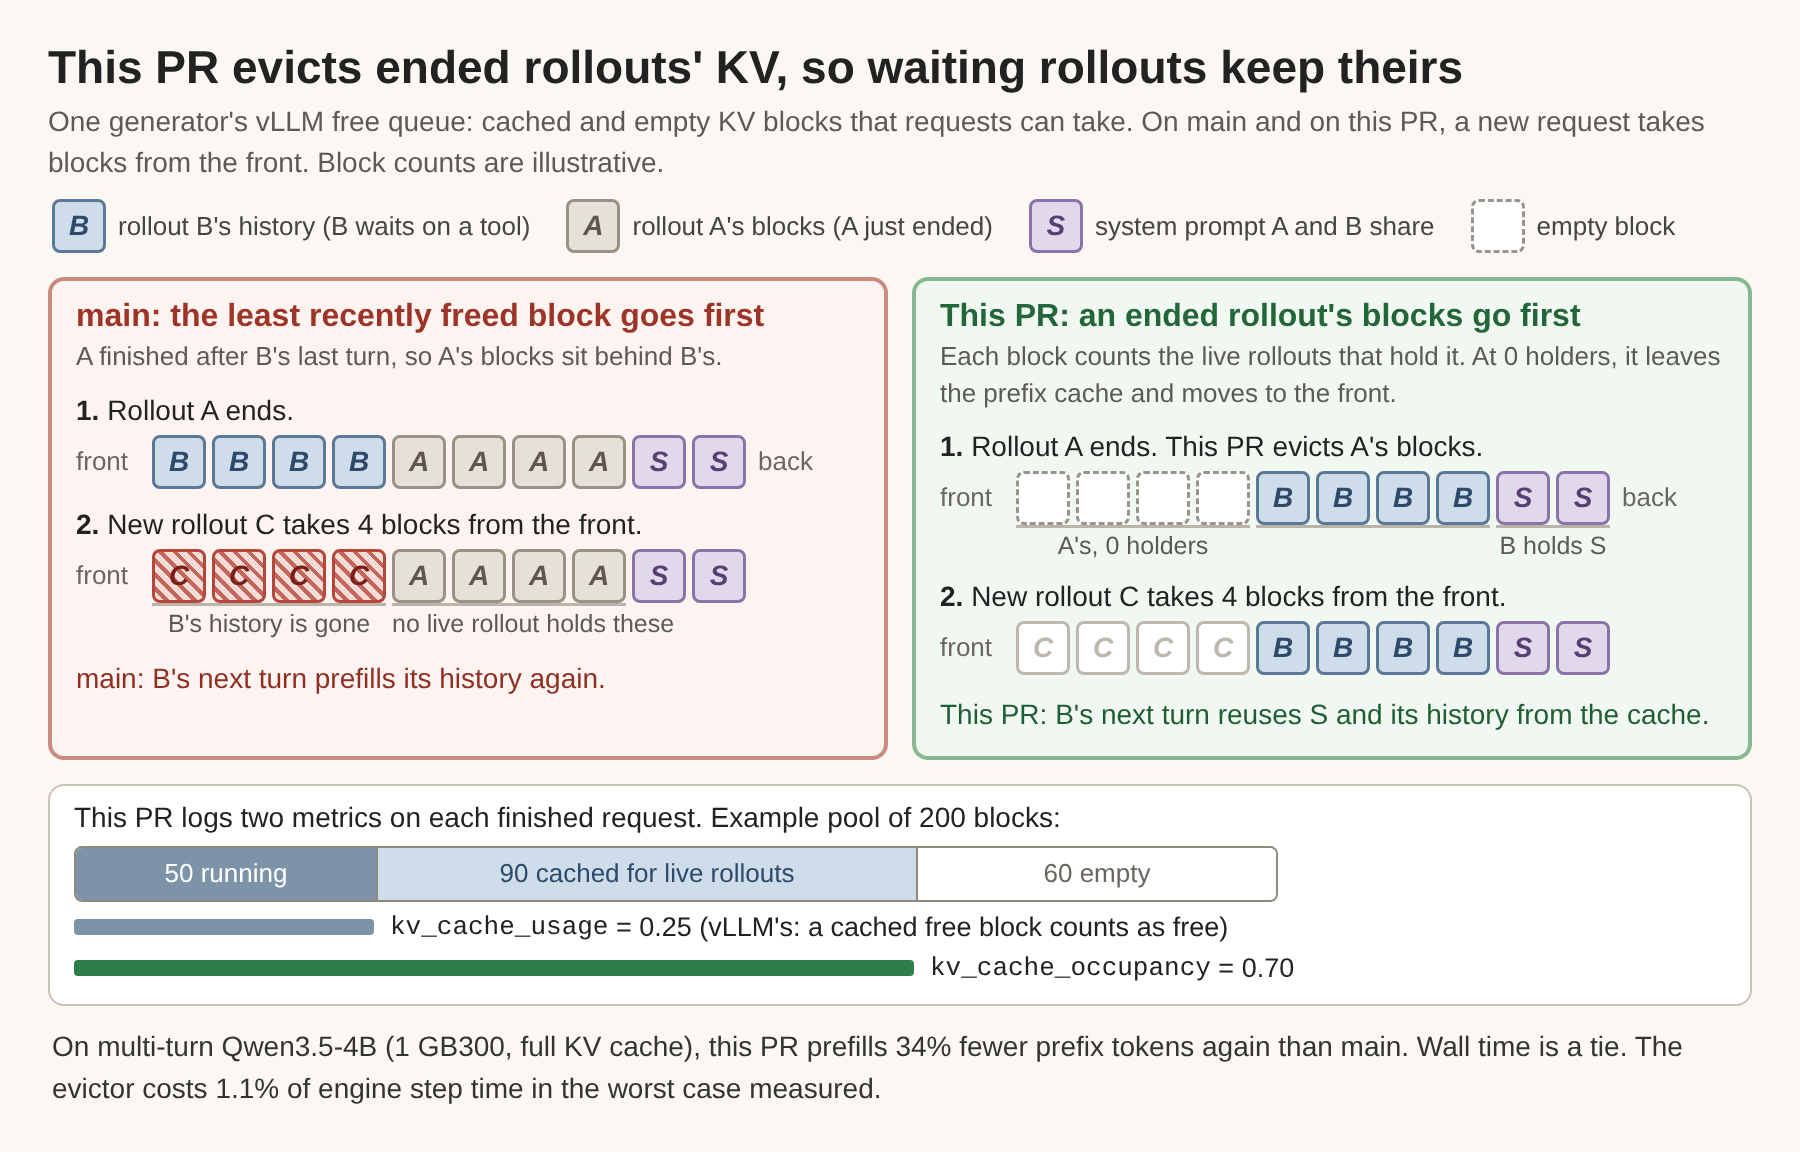 This PR evicts ended rollouts' KV, so waiting rollouts keep theirs
One generator's vLLM free queue: cached and empty KV blocks that requests can take. On main and on this PR, a new request takes
blocks from the front. Block counts are illustrative.
B rollout B's history (B waits on a tool) A rollout A's blocks (A just ended) S system prompt A and B share empty block
main: the least recently freed block goes first
A finished after B's last turn, so A's blocks sit behind B's.
1. Rollout A ends.
front B B B B A A A A S S back
2. New rollout C takes 4 blocks from the front.
front C C C C A A A A S S
B's history is gone no live rollout holds these
main: B's next turn prefills its history again.
This PR: an ended rollout's blocks go first
Each block counts the live rollouts that hold it. At 0 holders, it leaves
the prefix cache and moves to the front.
1. Rollout A ends. This PR evicts A's blocks.
front B B B B S S back
A's, 0 holders B holds S
2. New rollout C takes 4 blocks from the front.
front C C C C B B B B S S
This PR: B's next turn reuses S and its history from the cache.
This PR logs two metrics on each finished request. Example pool of 200 blocks:
50 running 90 cached for live rollouts 60 empty
kv_cache_usage = 0.25 (vLLM's: a cached free block counts as free)
kv_cache_occupancy = 0.70
On multi-turn Qwen3.5-4B (1 GB300, full KV cache), this PR prefills 34% fewer prefix tokens again than main. Wall time is a tie. The
evictor costs 1.1% of engine step time in the worst case measured.